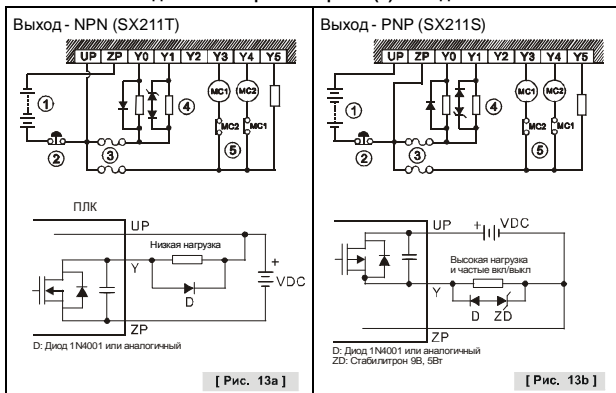 Выход - NPN (SX211T)
UP ZP Y0 Y1 Y2 Y3 Y4 Y5
1
2
3
4
5
MC1 MC2
MC2 MC1
ПЛК
UP
Низкая нагрузка
Y
D
+
VDC
ZP
D: Диод 1N4001 или аналогичный
[ Рис. 13a ]
Выход - PNP (SX211S)
UP ZP Y0 Y1 Y2 Y3 Y4 Y5
1
2
3
4
5
MC1 MC2
MC2 MC1
UP
+ VDC
Высокая нагрузка
и частые вкл/выкл
Y
D ZD
ZP
D: Диод 1N4001 или аналогичный
ZD: Стабилитрон 9В, 5Вт
[ Рис. 13b ]